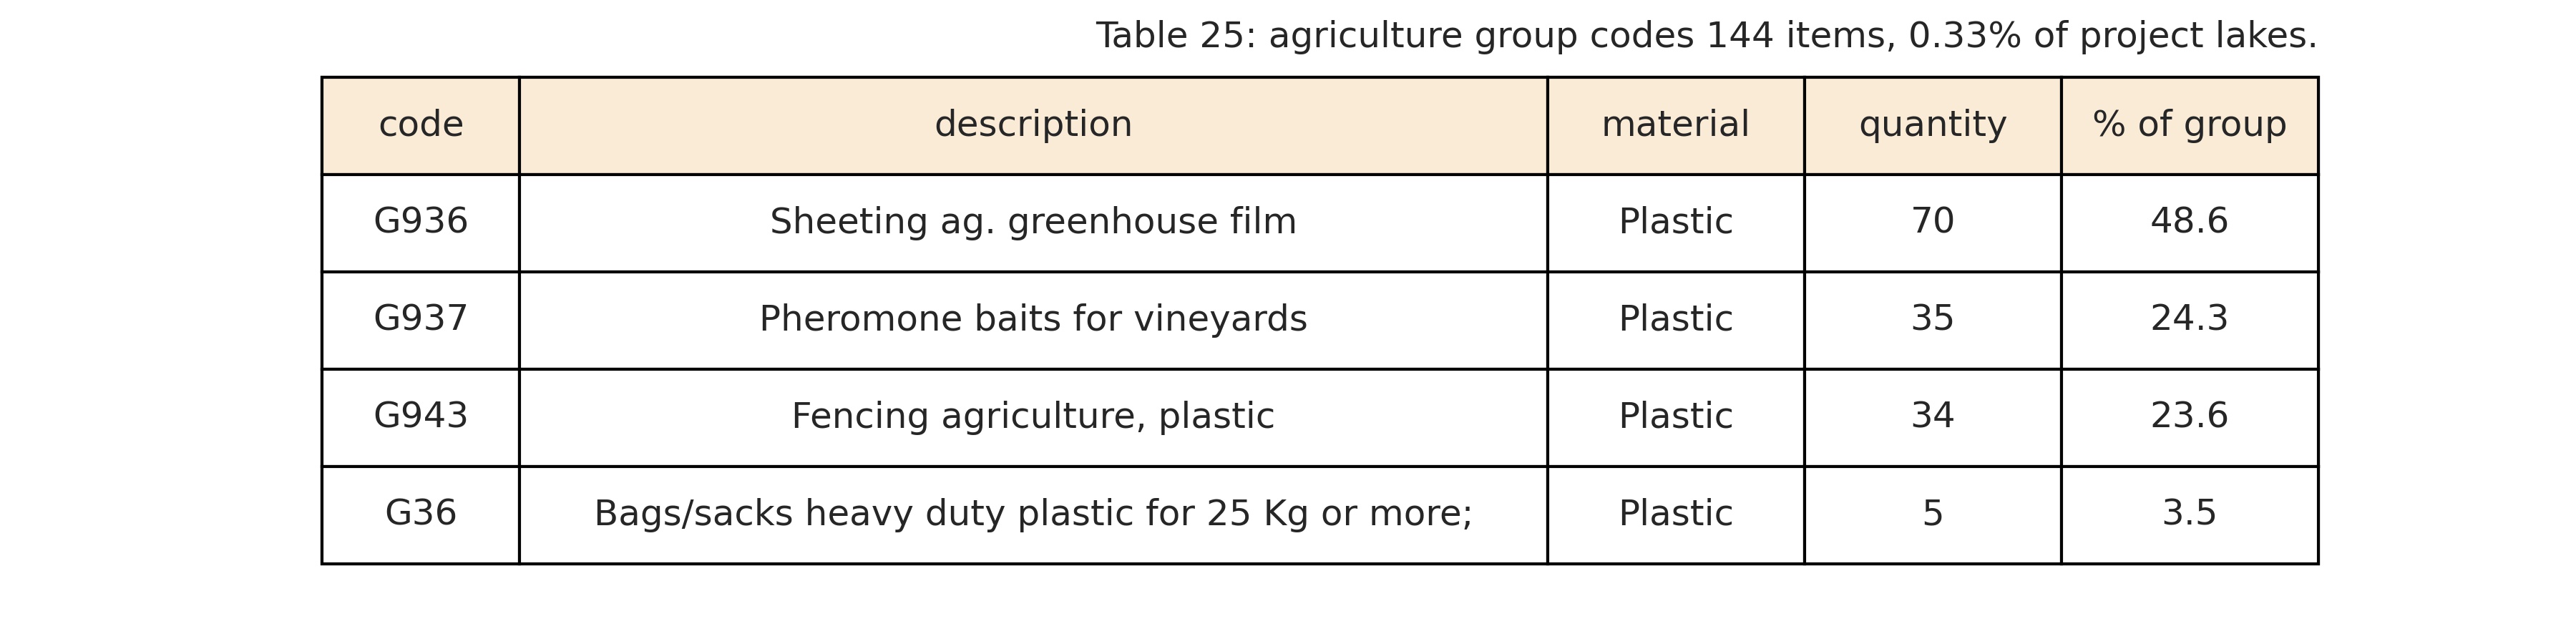 Table 25: agriculture group codes 144 items, 0.33% of project lakes.
code description material quantity % of group
G936 Sheeting ag. greenhouse film Plastic 70 48.6
G937 Pheromone baits for vineyards Plastic 35 24.3
G943 Fencing agriculture, plastic Plastic 34 23.6
G36 Bags/sacks heavy duty plastic for 25 Kg or more; Plastic 5 3.5